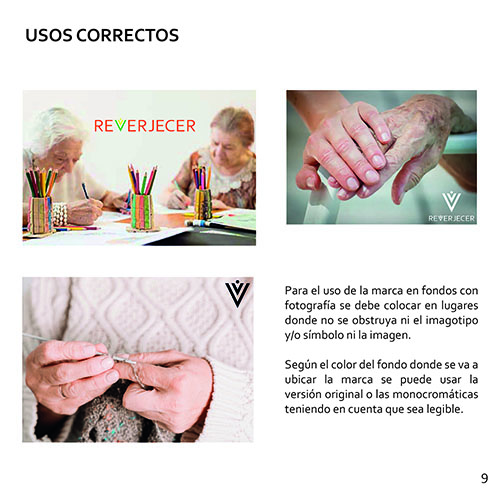 USOS CORRECTOS
REVERJECER
REVERJECER
Para el uso de la marca en fondos con
fotografía se debe colocar en lugares
donde no se obstruya ni el imagotipo
y/o símbolo ni la imagen.
Según el color del fondo donde se va a
ubicar la marca se puede usar la
versión original o las monocromáticas
teniendo en cuenta que sea legible.
9